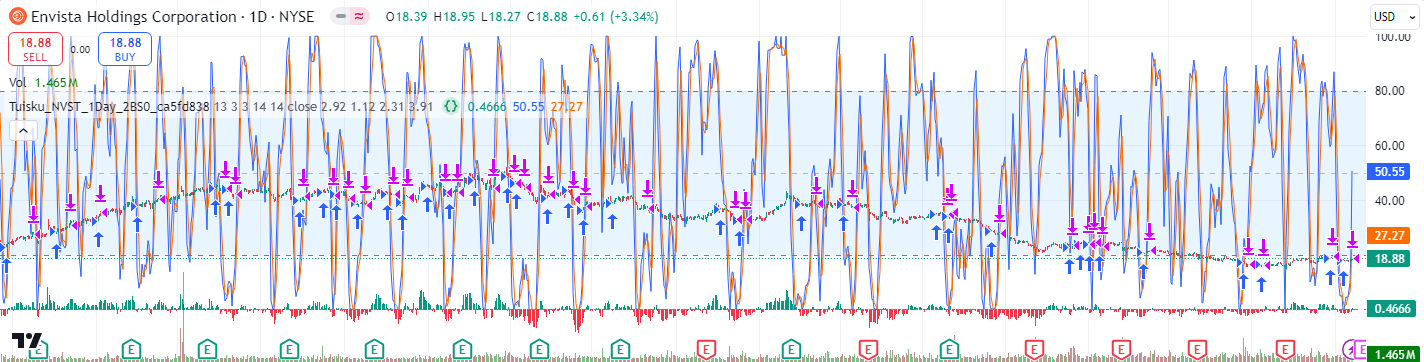 Envista Holdings Corporation · 1D · NYSE O18.39 H18.95 L18.27 C18.88 +0.61 (+3.34%)
USD
18.88 SELL
0.00
18.88 BUY
Vol 1.465M
Tuisku_NVST_1Day_2BS0_ca5fd838 13 3 3 14 14 close 2.92 1.12 2.31 3.91 0.4666 50.55 27.27
100.00
80.00
60.00
50.55
40.00
27.27
18.88
0.4666
1.465M
E E E E E E E E E E E E E E E E E